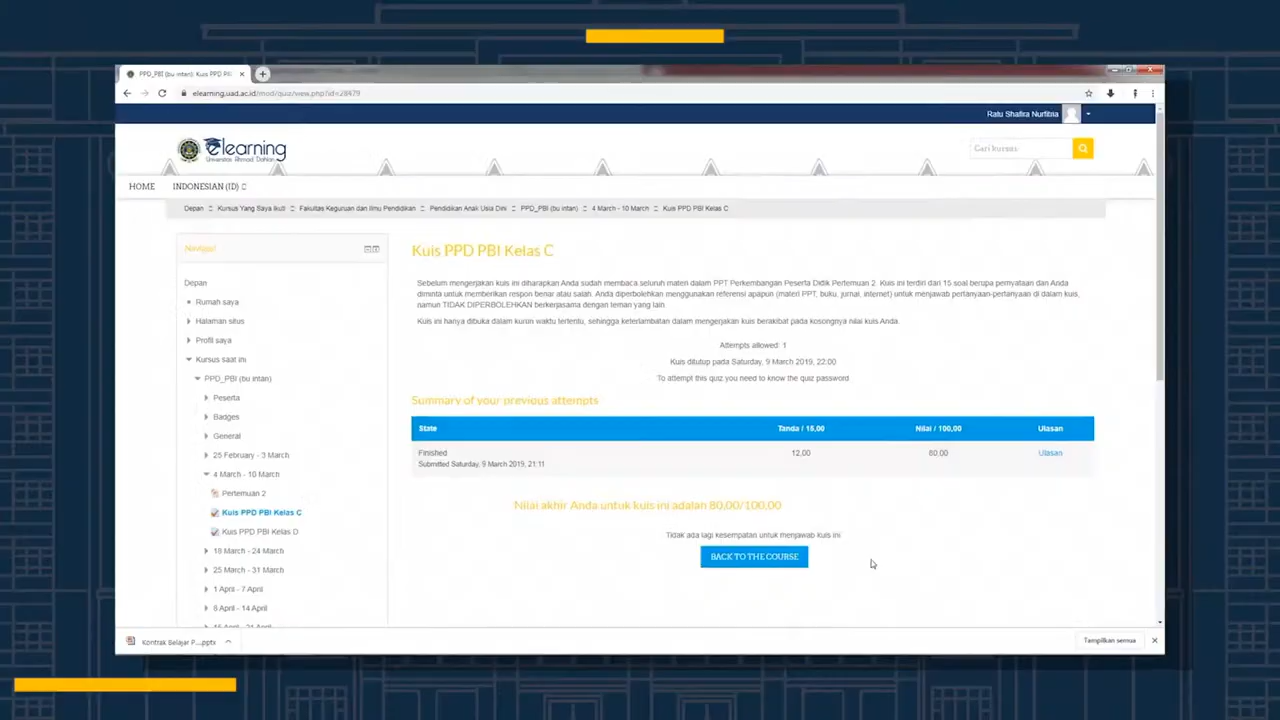 PPD_PBI (bu intan): Kuis PPD PBI
elearning.uad.ac.id/mod/quiz/view.php?id=28479
Ratu Shafira Nurfitria
elearning
Universitas Ahmad Dahlan
Cari kursus
HOME
INDONESIAN (ID)
Depan
Kursus Yang Saya Ikuti
Fakultas Keguruan dan Ilmu Pendidikan
Pendidikan Anak Usia Dini
PPD_PBI (bu intan)
4 March - 10 March
Kuis PPD PBI Kelas C
Navigasi
Depan
Rumah saya
Halaman situs
Profil saya
Kursus saat ini
PPD_PBI (bu intan)
Peserta
Badges
General
25 February - 3 March
4 March - 10 March
Pertemuan 2
Kuis PPD PBI Kelas C
Kuis PPD PBI Kelas D
18 March - 24 March
25 March - 31 March
1 April - 7 April
8 April - 14 April
15 April - 21 April
Kuis PPD PBI Kelas C
Sebelum mengerjakan kuis ini diharapkan Anda sudah membaca seluruh materi dalam PPT Perkembangan Peserta Didik Pertemuan 2. Kuis ini terdiri dari 15 soal berupa pernyataan dan Anda
diminta untuk memberikan respon benar atau salah. Anda diperbolehkan menggunakan referensi apapun (materi PPT, buku, jurnal, internet) untuk menjawab pertanyaan-pertanyaan di dalam kuis,
namun TIDAK DIPERBOLEHKAN berkerjasama dengan teman yang lain.
Kuis ini hanya dibuka dalam kurun waktu tertentu, sehingga keterlambatan dalam mengerjakan kuis berakibat pada kosongnya nilai kuis Anda.
Attempts allowed: 1
Kuis ditutup pada Saturday, 9 March 2019, 22:00
To attempt this quiz you need to know the quiz password
Summary of your previous attempts
State Tanda / 15,00 Nilai / 100,00 Ulasan
Finished 12,00 80,00 Ulasan
Submitted Saturday, 9 March 2019, 21:11
Nilai akhir Anda untuk kuis ini adalah 80,00/100,00
Tidak ada lagi kesempatan untuk menjawab kuis ini
BACK TO THE COURSE
Kontrak Belajar P....pptx
Tampilkan semua